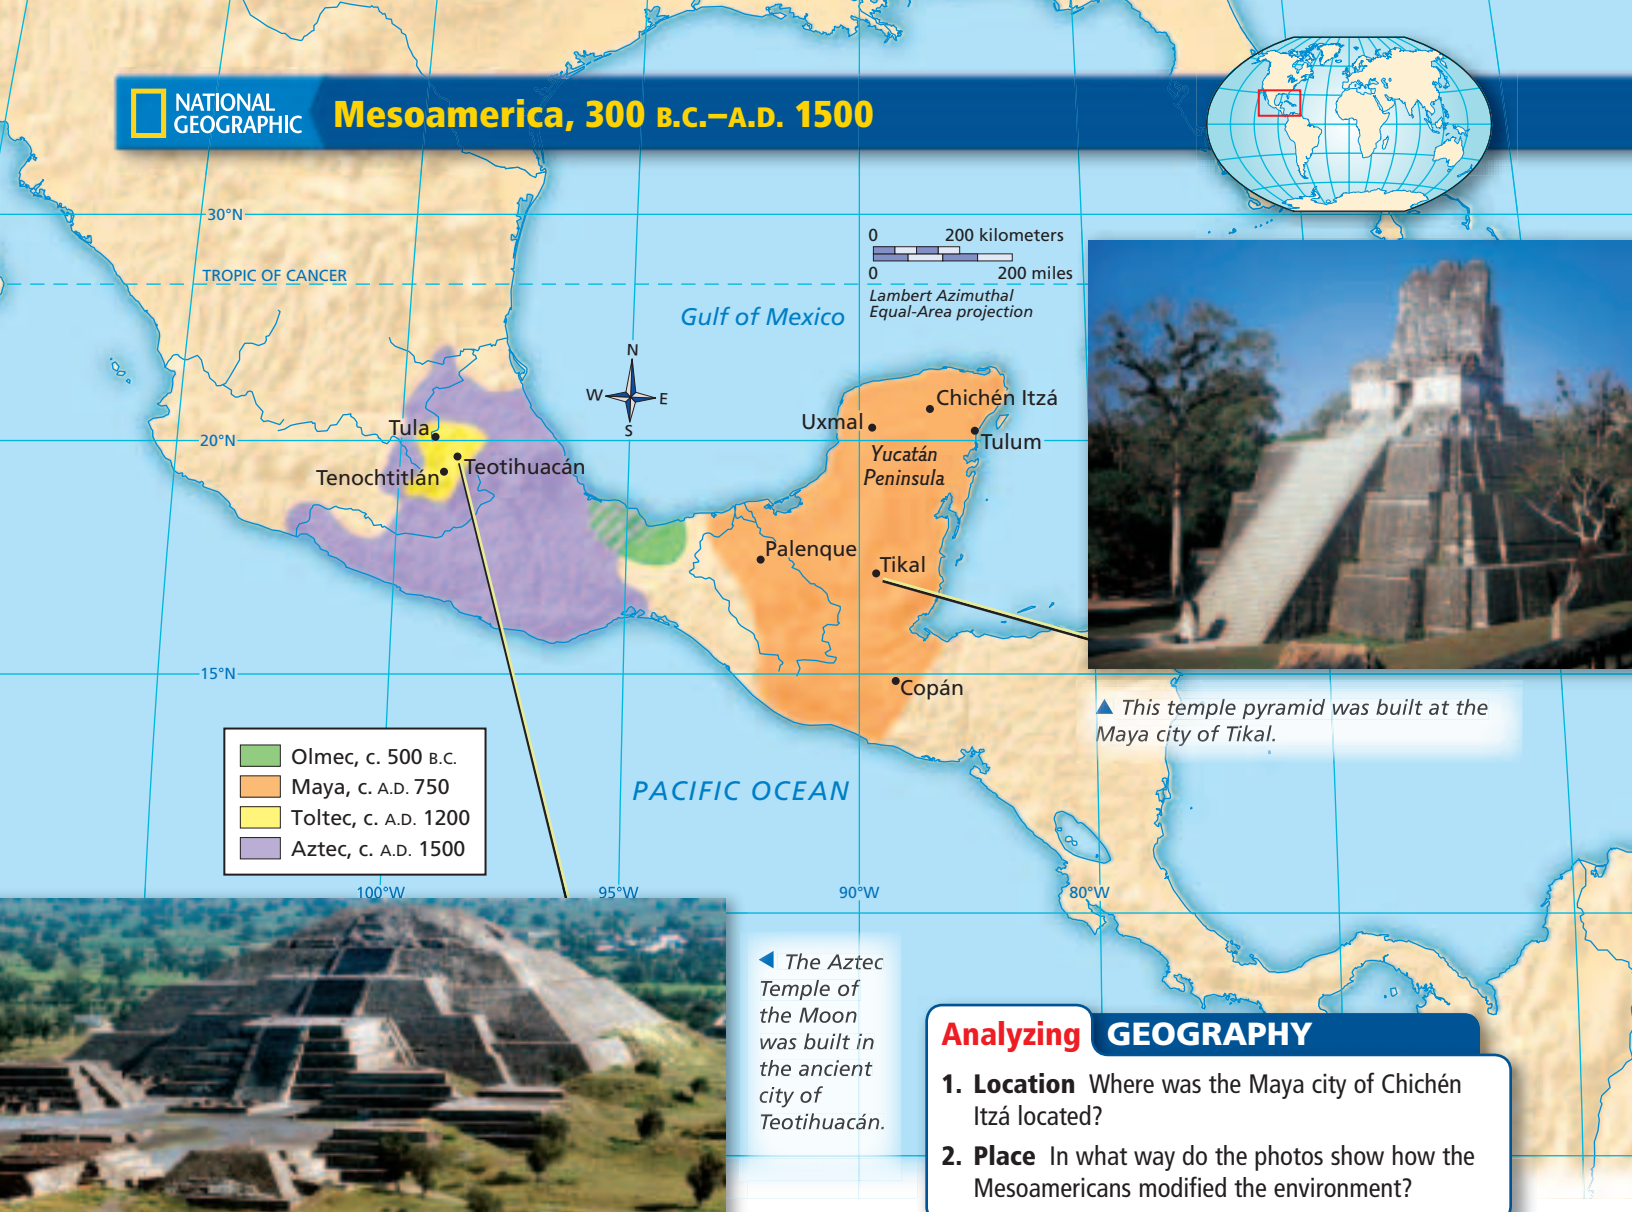 NATIONAL
GEOGRAPHIC
Mesoamerica, 300 B.C.–A.D. 1500
30°N
TROPIC OF CANCER
0 200 kilometers
0 200 miles
Lambert Azimuthal
Equal-Area projection
Gulf of Mexico
N
W E
S
Chichén Itzá
Uxmal
Tulum
Yucatán
Peninsula
Tula
20°N
Teotihuacán
Tenochtitlán
Palenque
Tikal
15°N
Copán
▲ This temple pyramid was built at the
Maya city of Tikal.
Olmec, c. 500 B.C.
Maya, c. A.D. 750
Toltec, c. A.D. 1200
Aztec, c. A.D. 1500
PACIFIC OCEAN
100°W 95°W 90°W 80°W
◀ The Aztec
Temple of
the Moon
was built in
the ancient
city of
Teotihuacán.
Analyzing GEOGRAPHY
1. Location Where was the Maya city of Chichén
Itzá located?
2. Place In what way do the photos show how the
Mesoamericans modified the environment?